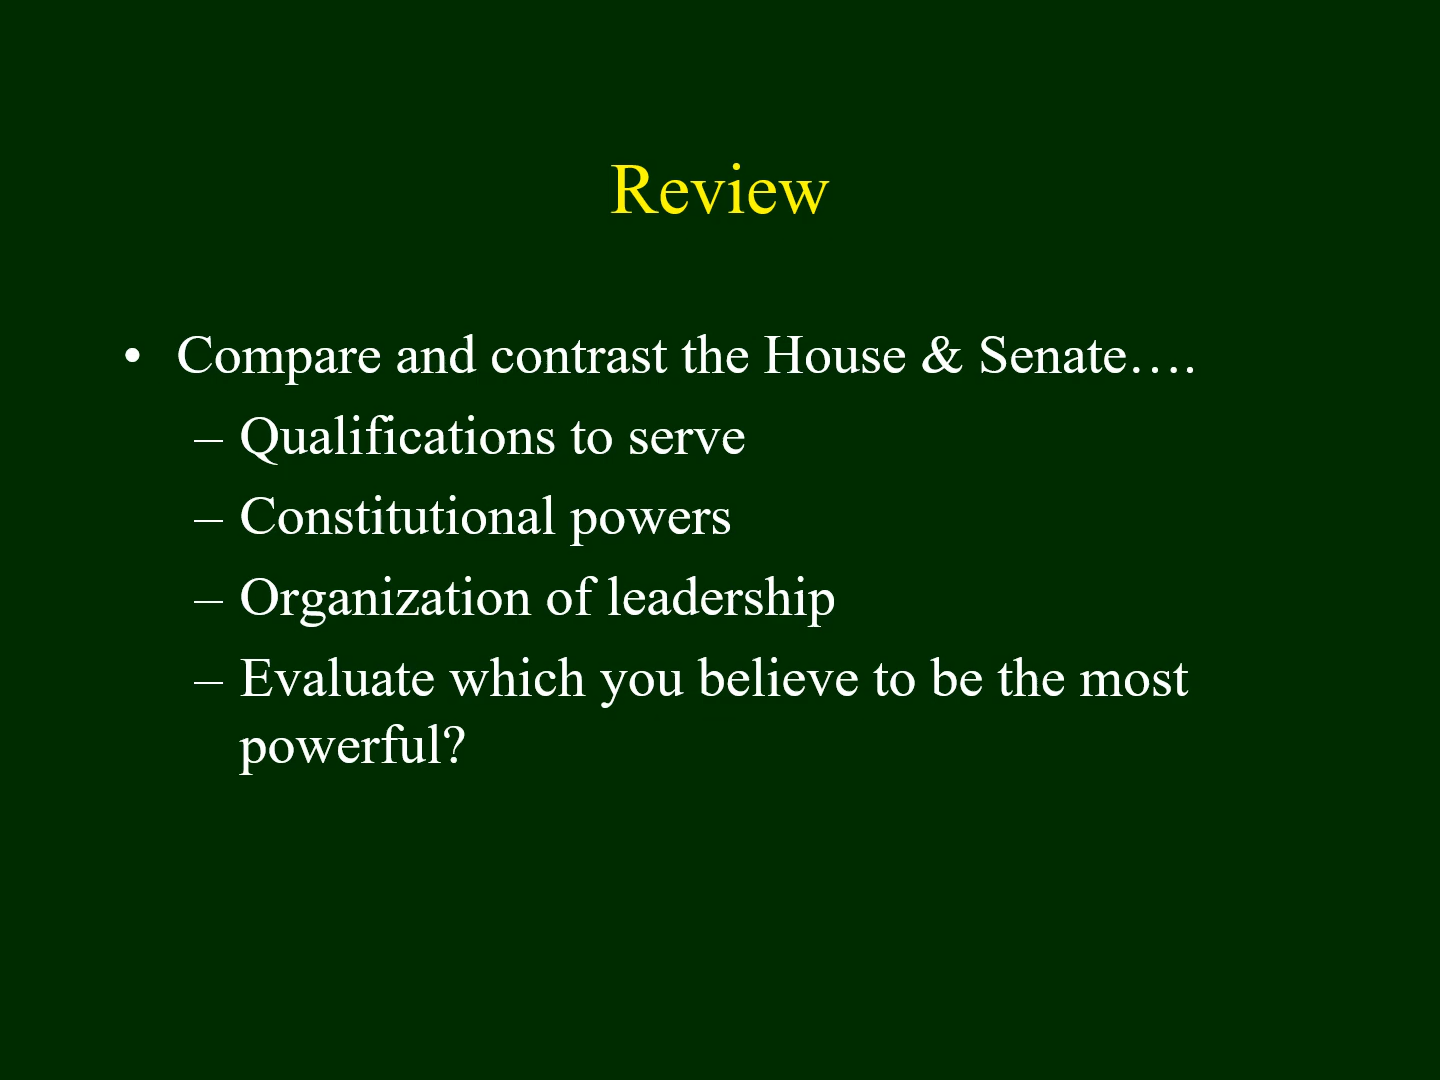 Review
• Compare and contrast the House & Senate….
– Qualifications to serve
– Constitutional powers
– Organization of leadership
– Evaluate which you believe to be the most
powerful?